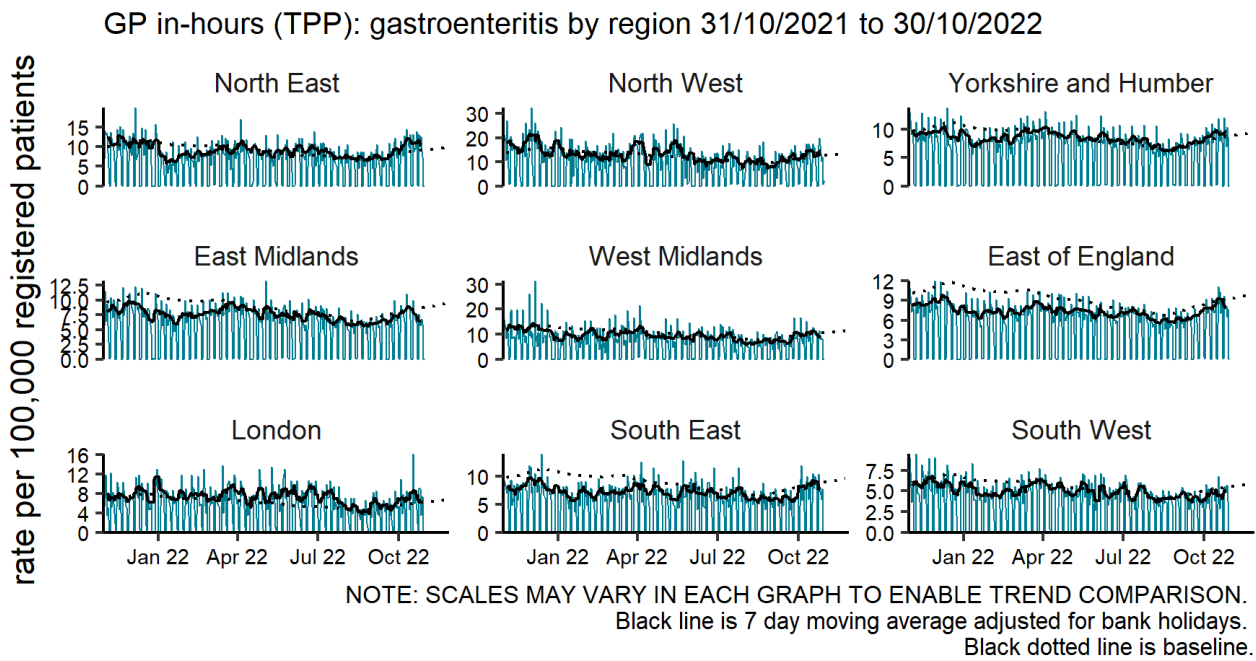 GP in-hours (TPP): gastroenteritis by region 31/10/2021 to 30/10/2022
rate per 100,000 registered patients
North East
15
10
5
0
North West
30
20
10
0
Yorkshire and Humber
10
5
0
East Midlands
12.5
10.0
7.5
5.0
2.5
0.0
West Midlands
30
20
10
0
East of England
12
9
6
3
0
London
16
12
8
4
0
Jan 22 Apr 22 Jul 22 Oct 22
South East
10
5
0
Jan 22 Apr 22 Jul 22 Oct 22
South West
7.5
5.0
2.5
0.0
Jan 22 Apr 22 Jul 22 Oct 22
NOTE: SCALES MAY VARY IN EACH GRAPH TO ENABLE TREND COMPARISON.
Black line is 7 day moving average adjusted for bank holidays.
Black dotted line is baseline.